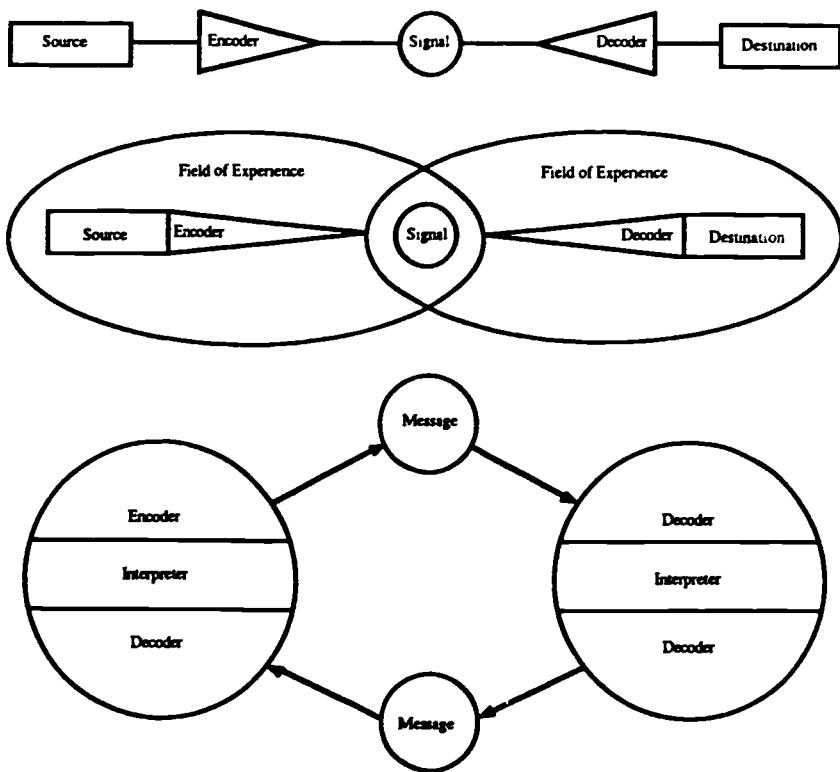 Source
Encoder
Signal
Decoder
Destination
Field of Experience
Field of Experience
Source
Encoder
Signal
Decoder
Destination
Message
Encoder
Interpreter
Decoder
Decoder
Interpreter
Decoder
Message